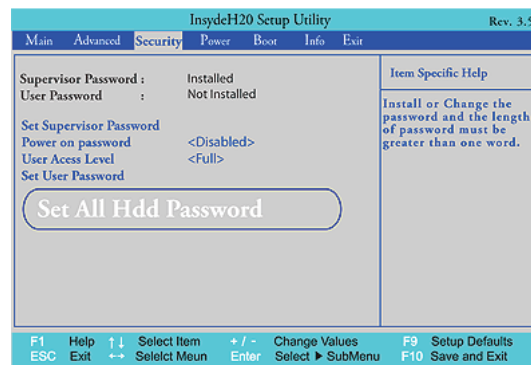 InsydeH20 Setup Utility Rev. 3.5
Main Advanced Security Power Boot Info Exit
Supervisor Password : Installed
User Password : Not Installed
Set Supervisor Password
Power on password <Disabled>
User Acess Level <Full>
Set User Password
Set All Hdd Password
Item Specific Help
Install or Change the
password and the length
of password must be
greater than one word.
F1 Help ↑↓ Select Item +/- Change Values F9 Setup Defaults
ESC Exit ↔ Selelct Meun Enter Select ▶ SubMenu F10 Save and Exit